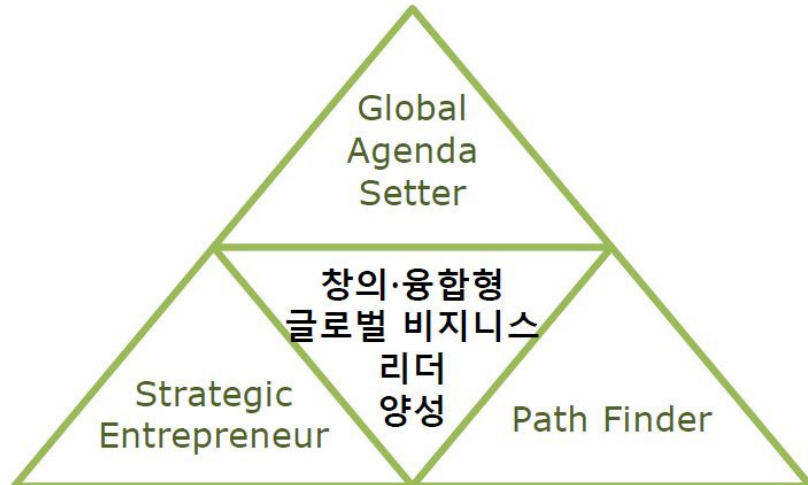 Global
Agenda
Setter
창의·융합형
글로벌 비지니스
리더
양성
Strategic
Entrepreneur
Path Finder